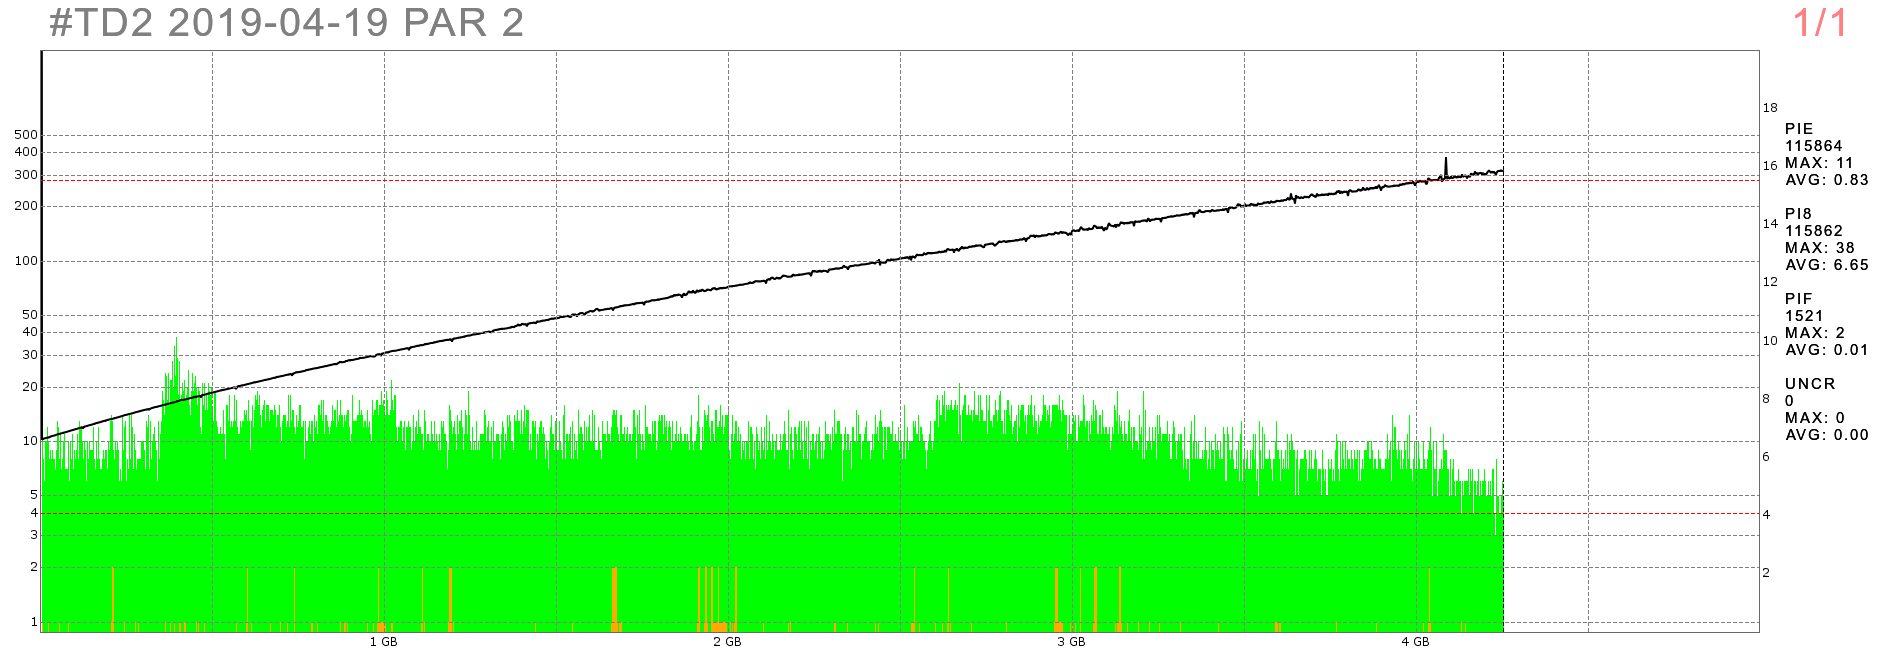 #TD2 2019-04-19 PAR 2
1/1
500
400
300
200
100
50
40
30
20
10
5
4
3
2
1
18
16
14
12
10
8
6
4
2
PIE
115864
MAX: 11
AVG: 0.83
PI8
115862
MAX: 38
AVG: 6.65
PIF
1521
MAX: 2
AVG: 0.01
UNCR
0
MAX: 0
AVG: 0.00
1 GB
2 GB
3 GB
4 GB